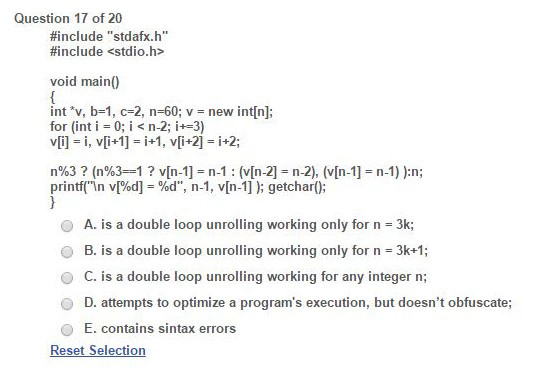 Question 17 of 20
#include "stdafx.h"
#include <stdio.h>
void main()
{
int *v, b=1, c=2, n=60; v = new int[n];
for (int i = 0; i < n-2; i+=3)
v[i] = i, v[i+1] = i+1, v[i+2] = i+2;
n%3 ? (n%3==1 ? v[n-1] = n-1 : (v[n-2] = n-2), (v[n-1] = n-1) ):n;
printf("\n v[%d] = %d", n-1, v[n-1] ); getchar();
}
A. is a double loop unrolling working only for n = 3k;
B. is a double loop unrolling working only for n = 3k+1;
C. is a double loop unrolling working for any integer n;
D. attempts to optimize a program's execution, but doesn't obfuscate;
E. contains sintax errors
Reset Selection